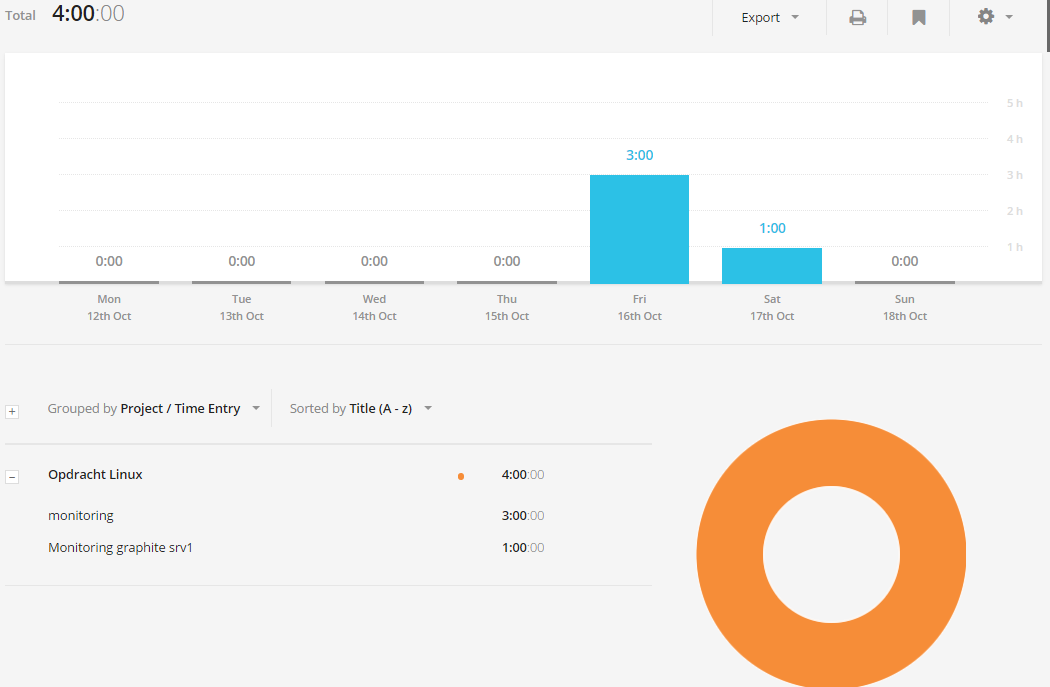 Total 4:00:00 Export
5 h
4 h
3:00
3 h
2 h
1:00
1 h
0:00 0:00 0:00 0:00 0:00
Mon Tue Wed Thu Fri Sat Sun
12th Oct 13th Oct 14th Oct 15th Oct 16th Oct 17th Oct 18th Oct
Grouped by Project / Time Entry Sorted by Title (A - z)
Opdracht Linux 4:00:00
monitoring 3:00:00
Monitoring graphite srv1 1:00:00